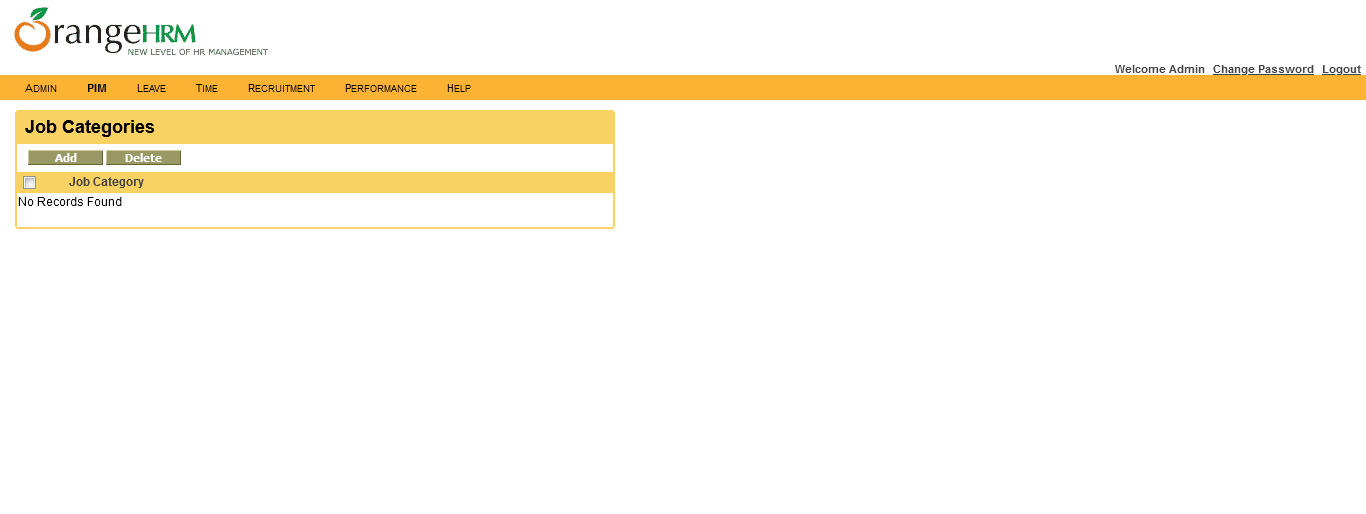 OrangeHRM
NEW LEVEL OF HR MANAGEMENT
Welcome Admin Change Password Logout
ADMIN PIM LEAVE TIME RECRUITMENT PERFORMANCE HELP
Job Categories
Add Delete
Job Category
No Records Found